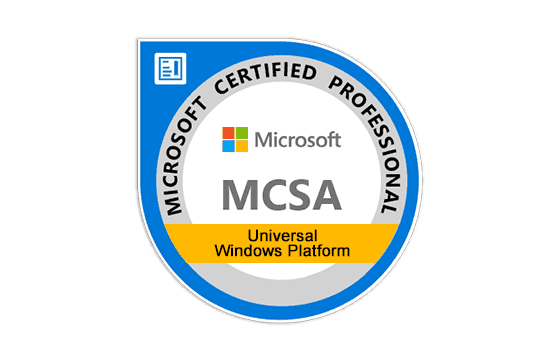 MICROSOFT CERTIFIED PROFESSIONAL
Microsoft
MCSA
Universal
Windows Platform